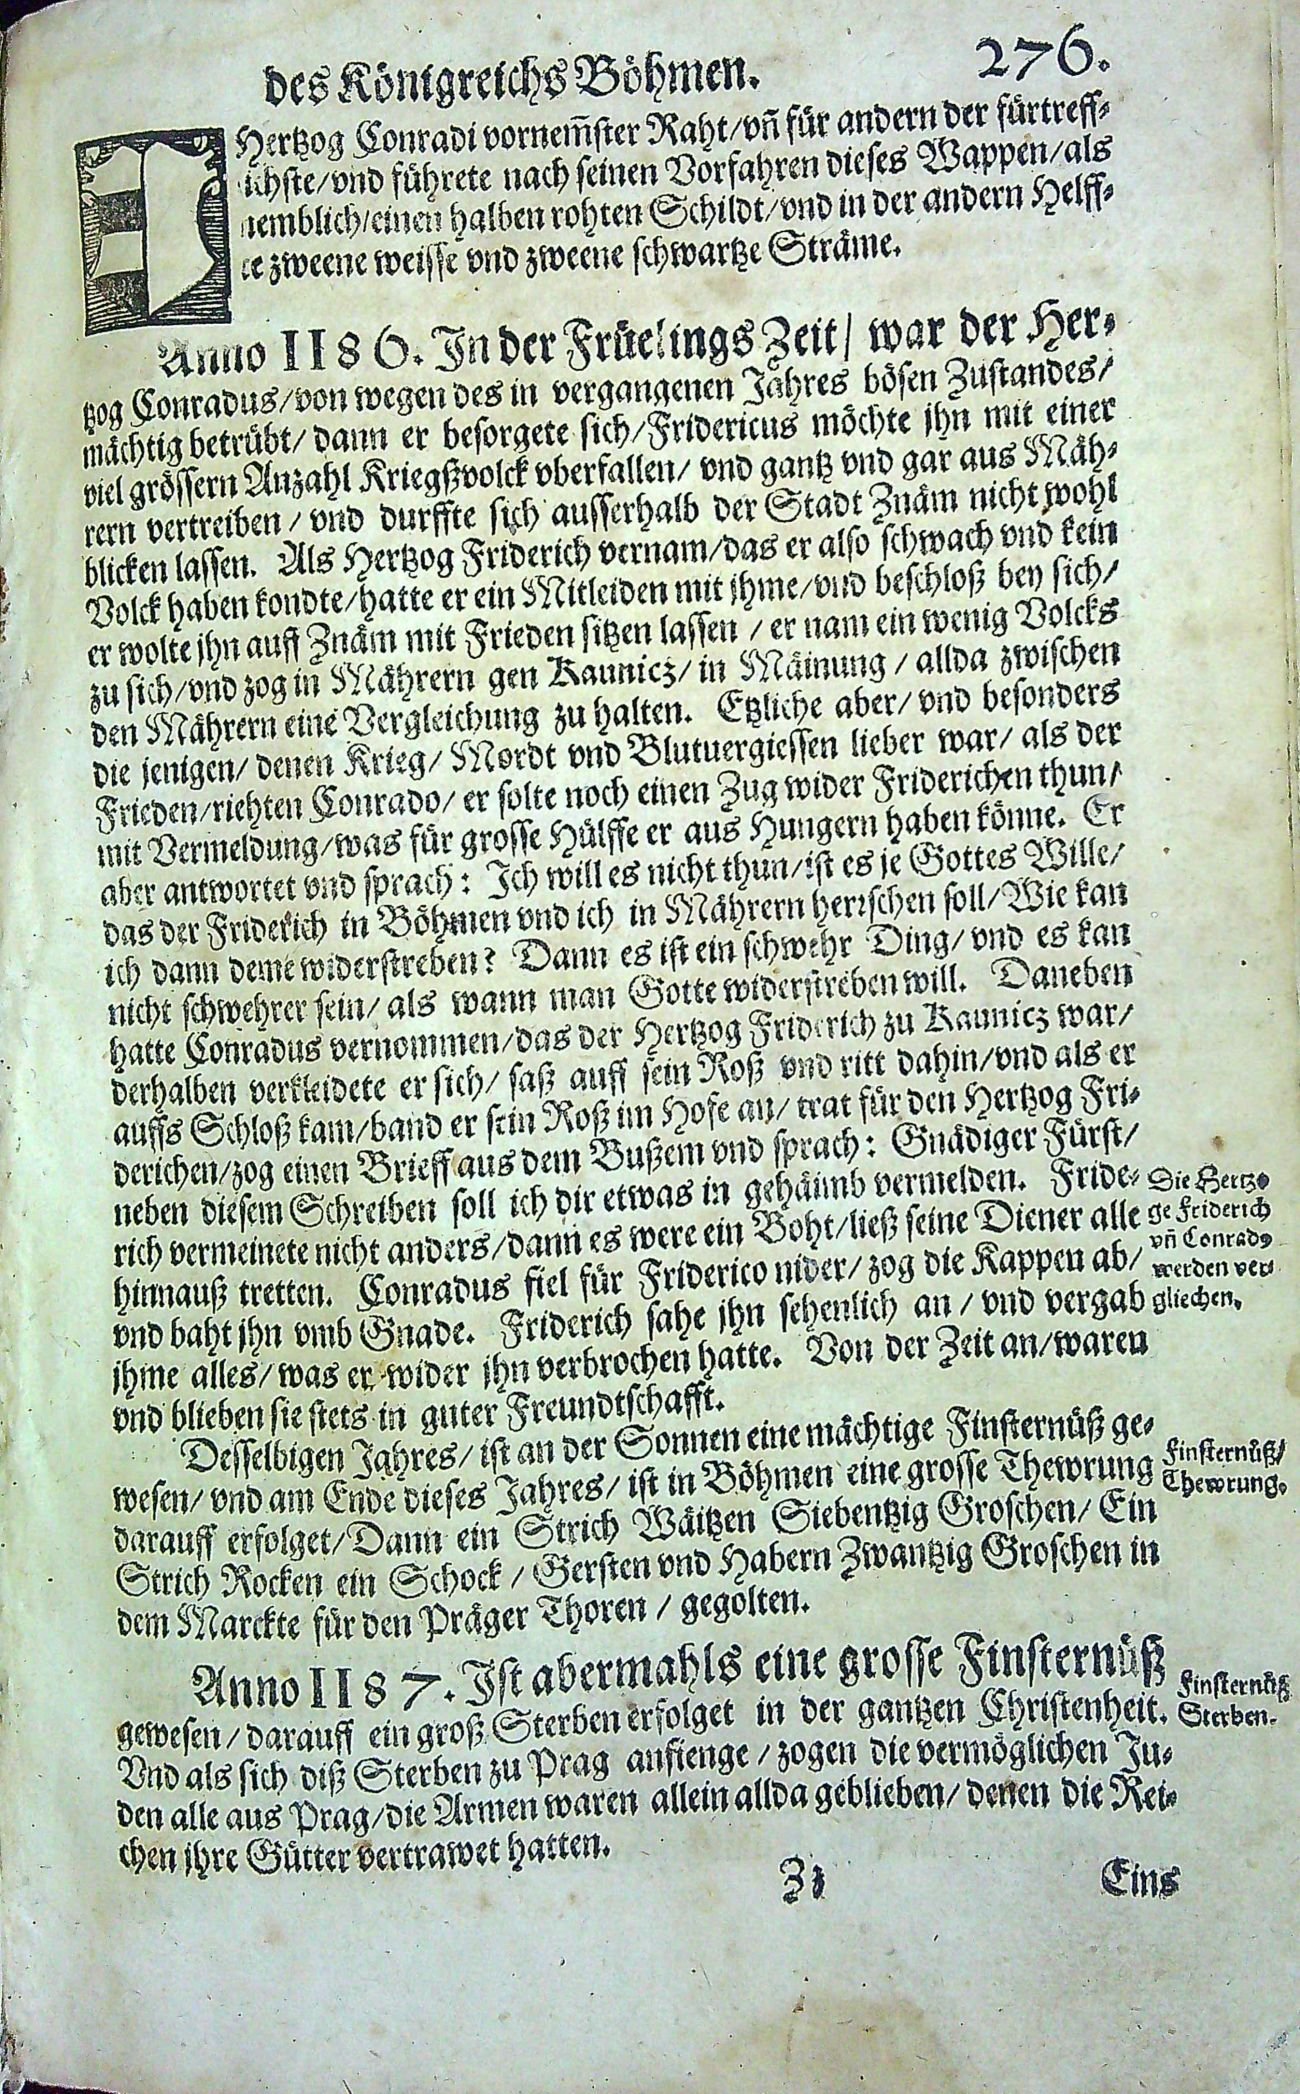 des Königreichs Böhmen.
276.
Hertzog Conradi vornem̃ster Raht/vñ für andern der fürtreff⸗
ichste/vnd führete nach seinen Vorfahren dieses Wappen/als
nemblich/einen halben rohten Schildt/vnd in der andern Helff⸗
te zweene weisse vnd zweene schwartze Sträme.
Anno 1186. In der Früelings Zeit/ war der Her⸗
tzog Conradus/von wegen des in vergangenen Jahres bösen Zustandes/
mächtig betrübt/ dann er besorgete sich/Fridericus möchte jhn mit einer
viel grössern Anzahl Kriegßvolck vberfallen/ vnd gantz vnd gar aus Mäh⸗
rern vertreiben/ vnd durffte sich ausserhalb der Stadt Znäm nicht wohl
blicken lassen. Als Hertzog Friderich vernam/das er also schwach vnd kein
Volck haben kondte/hatte er ein Mitleiden mit jhme/vnd beschloß bey sich/
er wolte jhn auff Znäm mit Frieden sitzen lassen / er nam ein wenig Volcks
zu sich/vnd zog in Mährern gen Kaunicz/ in Mäinung / allda zwischen
den Mährern eine Vergleichung zu halten. Etzliche aber/ vnd besonders
die jenigen/ denen Krieg/ Mordt vnd Blutuergiessen lieber war/ als der
Frieden/riehten Conrado/ er solte noch einen Zug wider Friderichen thun/
mit Vermeldung/was für grosse Hülffe er aus Hungern haben könne. Er
aber antwortet vnd sprach: Ich will es nicht thun/ist es je Gottes Wille/
das der Friderich in Böhmen vnd ich in Mährern herrschen soll/Wie kan
ich dann deme widerstreben? Dann es ist ein schwehr Ding/ vnd es kan
nicht schwehrer sein/ als wann man Gotte widerstreben will. Daneben
hatte Conradus vernommen/das der Hertzog Friderich zu Kaunicz war/
derhalben verkleidete er sich/ saß auff sein Roß vnd ritt dahin/vnd als er
auffs Schloß kam/band er sein Roß im Hofe an/ trat für den Hertzog Fri⸗
derichen/zog einen Brieff aus dem Bußem vnd sprach: Gnädiger Fürst/
neben diesem Schreiben soll ich dir etwas in gehäimb vermelden. Fride⸗
rich vermeinete nicht anders/dann es were ein Boht/ließ seine Diener alle
hinnauß tretten. Conradus fiel für Friderico nider/ zog die Kappen ab/
vnd baht jhn vmb Gnade. Friderich sahe jhn sehenlich an / vnd vergab
jhme alles/ was er wider jhn verbrochen hatte. Von der Zeit an/waren
vnd blieben sie stets in guter Freundtschafft.
Die Hertzo
ge Friderich
vñ Conrado
werden ver⸗
gliechen.
Desselbigen Jahres/ ist an der Sonnen eine mächtige Finsternüß ge⸗
wesen/ vnd am Ende dieses Jahres/ ist in Böhmen eine grosse Thewrung
darauff erfolget/Dann ein Strich Wäitzen Siebentzig Groschen/ Ein
Strich Rocken ein Schock / Gersten vnd Habern Zwantzig Groschen in
dem Marckte für den Präger Thoren / gegolten.
Finsternüß/
Thewrung.
Anno 1187. Ist abermahls eine grosse Finsternüß
gewesen/ darauff ein groß Sterben erfolget in der gantzen Christenheit.
Vnd als sich diß Sterben zu Prag anfienge / zogen die vermöglichen Ju⸗
den alle aus Prag/die Armen waren allein allda geblieben/ denen die Rei⸗
chen jhre Gütter vertrawet hatten.
Finsternüß
Sterben.
Eins